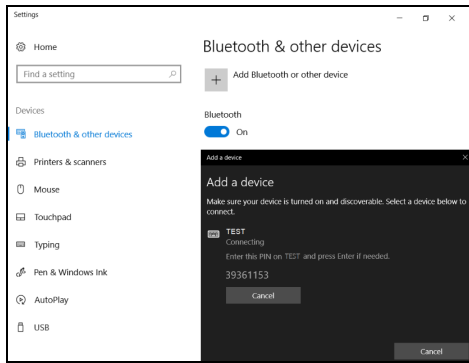 Settings
Home
Bluetooth & other devices
Find a setting
Add Bluetooth or other device
Devices
Bluetooth
Bluetooth & other devices
On
Printers & scanners
Mouse
Touchpad
Typing
Pen & Windows Ink
AutoPlay
USB
Add a device
Add a device
Make sure your device is turned on and discoverable. Select a device below to
connect.
TEST
Connecting
Enter this PIN on TEST and press Enter if needed.
39361153
Cancel
Cancel